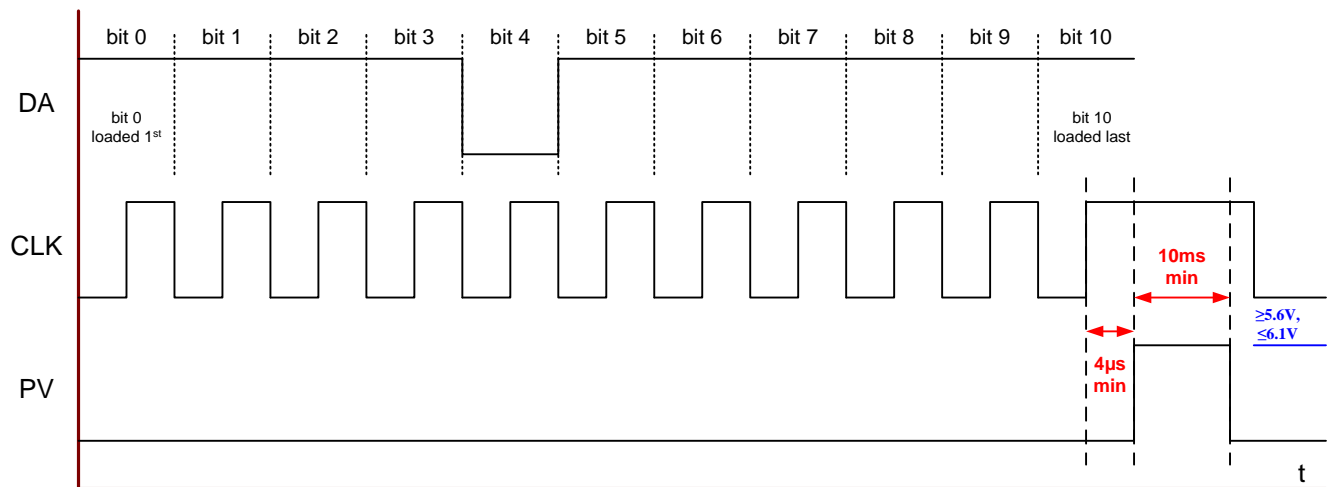 bit 0 bit 1 bit 2 bit 3 bit 4 bit 5 bit 6 bit 7 bit 8 bit 9 bit 10
DA
bit 0
loaded 1st
bit 10
loaded last
CLK
10ms
min
≥5.6V,
≤6.1V
4µs
min
PV
t